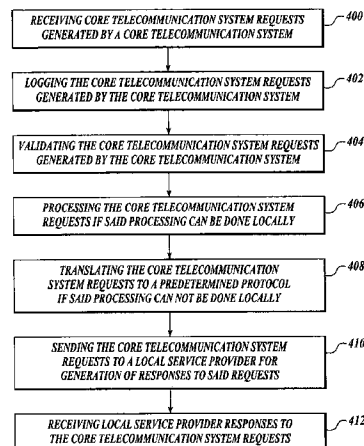 RECEIVING CORE TELECOMMUNICATION SYSTEM REQUESTS
GENERATED BY A CORE TELECOMMUNICATION SYSTEM
400
LOGGING THE CORE TELECOMMUNICATION SYSTEM REQUESTS
GENERATED BY THE CORE TELECOMMUNICATION SYSTEM
402
VALIDATING THE CORE TELECOMMUNICATION SYSTEM REQUESTS
GENERATED BY THE CORE TELECOMMUNICATION SYSTEM
404
PROCESSING THE CORE TELECOMMUNICATION SYSTEM
REQUESTS IF SAID PROCESSING CAN BE DONE LOCALLY
406
TRANSLATING THE CORE TELECOMMUNICATION
SYSTEM REQUESTS TO A PREDETERMINED PROTOCOL
IF SAID PROCESSING CAN NOT BE DONE LOCALLY
408
SENDING THE CORE TELECOMMUNICATION SYSTEM
REQUESTS TO A LOCAL SERVICE PROVIDER FOR
GENERATION OF RESPONSES TO SAID REQUESTS
410
RECEIVING LOCAL SERVICE PROVIDER RESPONSES TO
THE CORE TELECOMMUNICATION SYSTEM REQUESTS
412